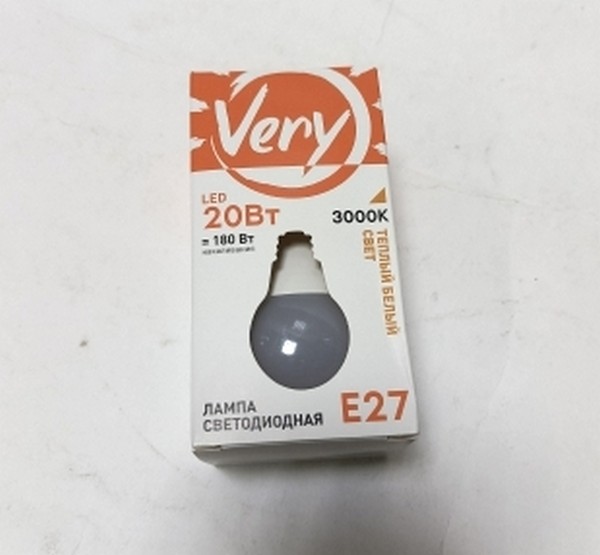 Very
LED
20Вт
3000K
= 180 Вт
ТЕПЛЫЙ БЕЛЫЙ
СВЕТ
ЛАМПА
СВЕТОДИОДНАЯ
E27